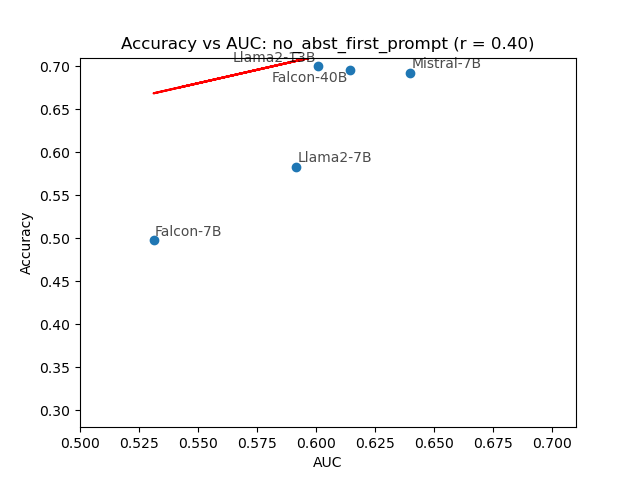 Accuracy vs AUC: no_abst_first_prompt (r = 0.40)
Llama2-13B
Mistral-7B
Falcon-40B
Llama2-7B
Falcon-7B
Accuracy
0.70
0.65
0.60
0.55
0.50
0.45
0.40
0.35
0.30
0.500
0.525
0.550
0.575
0.600
0.625
0.650
0.675
0.700
AUC